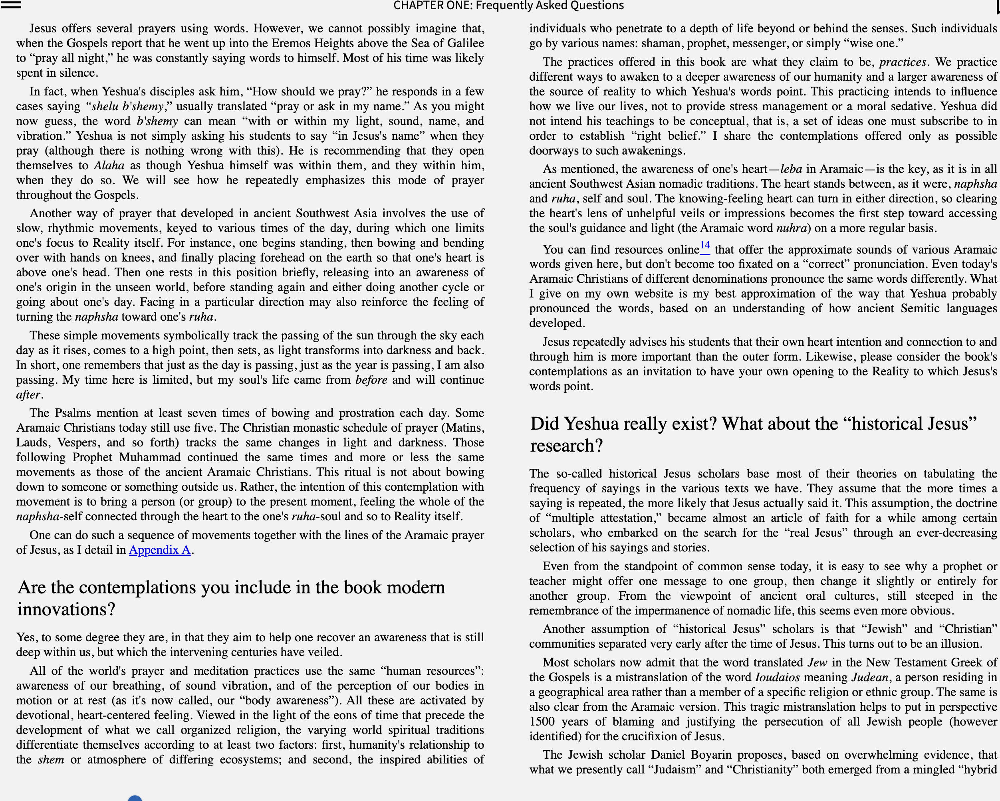 CHAPTER ONE: Frequently Asked Questions
Jesus offers several prayers using words. However, we cannot possibly imagine that,
when the Gospels report that he went up into the Eremos Heights above the Sea of Galilee
to “pray all night,” he was constantly saying words to himself. Most of his time was likely
spent in silence.
In fact, when Yeshua's disciples ask him, “How should we pray?” he responds in a few
cases saying “shelu b'shemy,” usually translated “pray or ask in my name.” As you might
now guess, the word b'shemy can mean “with or within my light, sound, name, and
vibration.” Yeshua is not simply asking his students to say “in Jesus's name” when they
pray (although there is nothing wrong with this). He is recommending that they open
themselves to Alaha as though Yeshua himself was within them, and they within him,
when they do so. We will see how he repeatedly emphasizes this mode of prayer
throughout the Gospels.
Another way of prayer that developed in ancient Southwest Asia involves the use of
slow, rhythmic movements, keyed to various times of the day, during which one limits
one's focus to Reality itself. For instance, one begins standing, then bowing and bending
over with hands on knees, and finally placing forehead on the earth so that one's heart is
above one's head. Then one rests in this position briefly, releasing into an awareness of
one's origin in the unseen world, before standing again and either doing another cycle or
going about one's day. Facing in a particular direction may also reinforce the feeling of
turning the naphsha toward one's ruha.
These simple movements symbolically track the passing of the sun through the sky each
day as it rises, comes to a high point, then sets, as light transforms into darkness and back.
In short, one remembers that just as the day is passing, just as the year is passing, I am also
passing. My time here is limited, but my soul's life came from before and will continue
after.
The Psalms mention at least seven times of bowing and prostration each day. Some
Aramaic Christians today still use five. The Christian monastic schedule of prayer (Matins,
Lauds, Vespers, and so forth) tracks the same changes in light and darkness. Those
following Prophet Muhammad continued the same times and more or less the same
movements as those of the ancient Aramaic Christians. This ritual is not about bowing
down to someone or something outside us. Rather, the intention of this contemplation with
movement is to bring a person (or group) to the present moment, feeling the whole of the
naphsha-self connected through the heart to the one's ruha-soul and so to Reality itself.
One can do such a sequence of movements together with the lines of the Aramaic prayer
of Jesus, as I detail in Appendix A.
Are the contemplations you include in the book modern
innovations?
Yes, to some degree they are, in that they aim to help one recover an awareness that is still
deep within us, but which the intervening centuries have veiled.
All of the world's prayer and meditation practices use the same “human resources”:
awareness of our breathing, of sound vibration, and of the perception of our bodies in
motion or at rest (as it's now called, our “body awareness”). All these are activated by
devotional, heart-centered feeling. Viewed in the light of the eons of time that precede the
development of what we call organized religion, the varying world spiritual traditions
differentiate themselves according to at least two factors: first, humanity's relationship to
the shem or atmosphere of differing ecosystems; and second, the inspired abilities of
individuals who penetrate to a depth of life beyond or behind the senses. Such individuals
go by various names: shaman, prophet, messenger, or simply “wise one.”
The practices offered in this book are what they claim to be, practices. We practice
different ways to awaken to a deeper awareness of our humanity and a larger awareness of
the source of reality to which Yeshua's words point. This practicing intends to influence
how we live our lives, not to provide stress management or a moral sedative. Yeshua did
not intend his teachings to be conceptual, that is, a set of ideas one must subscribe to in
order to establish “right belief.” I share the contemplations offered only as possible
doorways to such awakenings.
As mentioned, the awareness of one's heart—leba in Aramaic—is the key, as it is in all
ancient Southwest Asian nomadic traditions. The heart stands between, as it were, naphsha
and ruha, self and soul. The knowing-feeling heart can turn in either direction, so clearing
the heart's lens of unhelpful veils or impressions becomes the first step toward accessing
the soul's guidance and light (the Aramaic word nuhra) on a more regular basis.
You can find resources online14 that offer the approximate sounds of various Aramaic
words given here, but don't become too fixated on a “correct” pronunciation. Even today's
Aramaic Christians of different denominations pronounce the same words differently. What
I give on my own website is my best approximation of the way that Yeshua probably
pronounced the words, based on an understanding of how ancient Semitic languages
developed.
Jesus repeatedly advises his students that their own heart intention and connection to and
through him is more important than the outer form. Likewise, please consider the book's
contemplations as an invitation to have your own opening to the Reality to which Jesus's
words point.
Did Yeshua really exist? What about the “historical Jesus”
research?
The so-called historical Jesus scholars base most of their theories on tabulating the
frequency of sayings in the various texts we have. They assume that the more times a
saying is repeated, the more likely that Jesus actually said it. This assumption, the doctrine
of “multiple attestation,” became almost an article of faith for a while among certain
scholars, who embarked on the search for the “real Jesus” through an ever-decreasing
selection of his sayings and stories.
Even from the standpoint of common sense today, it is easy to see why a prophet or
teacher might offer one message to one group, then change it slightly or entirely for
another group. From the viewpoint of ancient oral cultures, still steeped in the
remembrance of the impermanence of nomadic life, this seems even more obvious.
Another assumption of “historical Jesus” scholars is that “Jewish” and “Christian”
communities separated very early after the time of Jesus. This turns out to be an illusion.
Most scholars now admit that the word translated Jew in the New Testament Greek of
the Gospels is a mistranslation of the word Ioudaios meaning Judean, a person residing in
a geographical area rather than a member of a specific religion or ethnic group. The same is
also clear from the Aramaic version. This tragic mistranslation helps to put in perspective
1500 years of blaming and justifying the persecution of all Jewish people (however
identified) for the crucifixion of Jesus.
The Jewish scholar Daniel Boyarin proposes, based on overwhelming evidence, that
what we presently call “Judaism” and “Christianity” both emerged from a mingled “hybrid